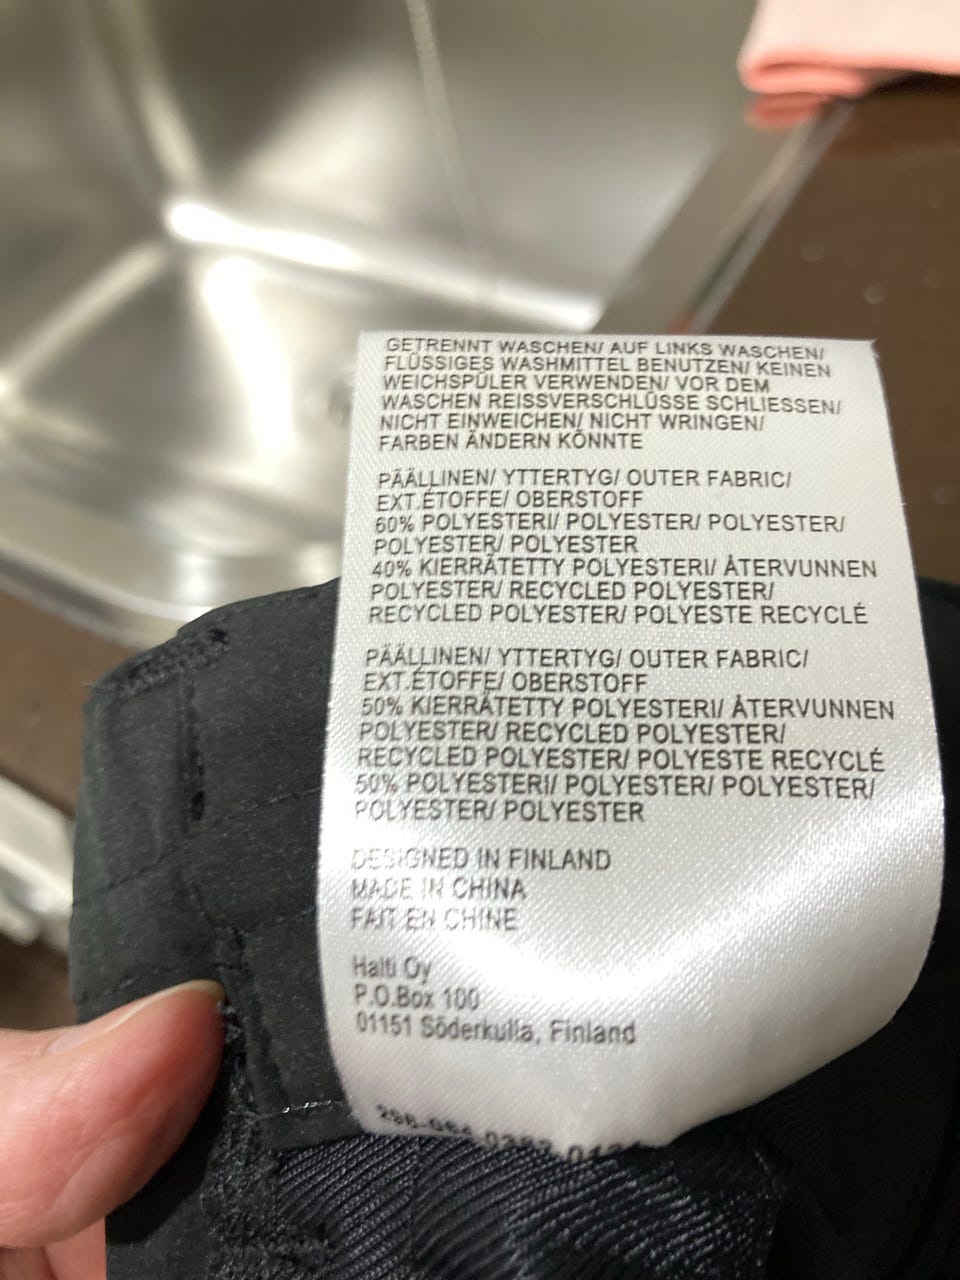 GETRENNT WASCHEN/ AUF LINKS WASCHEN/
FLÜSSIGES WASHMITTEL BENUTZEN/ KEINEN
WEICHSPÜLER VERWENDEN/ VOR DEM
WASCHEN REISSVERSCHLÜSSE SCHLIESSEN/
NICHT EINWEICHEN/ NICHT WRINGEN/
FARBEN ÄNDERN KÖNNTE
PÄÄLLINEN/ YTTERTYG/ OUTER FABRIC/
EXT.ÉTOFFE/ OBERSTOFF
60% POLYESTERI/ POLYESTER/ POLYESTER/
POLYESTER/ POLYESTER
40% KIERRÄTETTY POLYESTERI/ ÅTERVUNNEN
POLYESTER/ RECYCLED POLYESTER/
RECYCLED POLYESTER/ POLYESTE RECYCLÉ
PÄÄLLINEN/ YTTERTYG/ OUTER FABRIC/
EXT.ÉTOFFE/ OBERSTOFF
50% KIERRÄTETTY POLYESTERI/ ÅTERVUNNEN
POLYESTER/ RECYCLED POLYESTER/
RECYCLED POLYESTER/ POLYESTE RECYCLÉ
50% POLYESTERI/ POLYESTER/ POLYESTER/
POLYESTER/ POLYESTER
DESIGNED IN FINLAND
MADE IN CHINA
FAIT EN CHINE
Halti Oy
P.O.Box 100
01151 Söderkulla, Finland